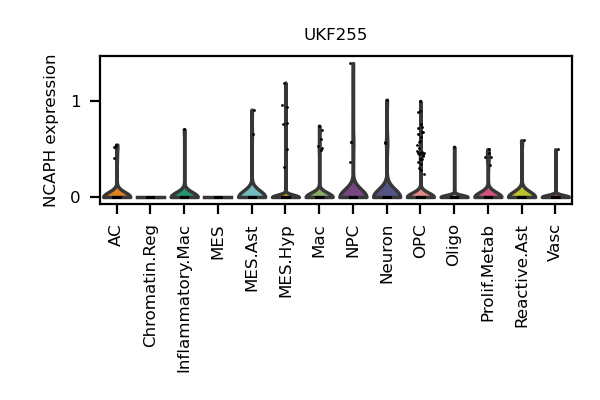 UKF255
NCAPH expression
1
0
AC
Chromatin.Reg
Inflammatory.Mac
MES
MES.Ast
MES.Hyp
Mac
NPC
Neuron
OPC
Oligo
Prolif.Metab
Reactive.Ast
Vasc